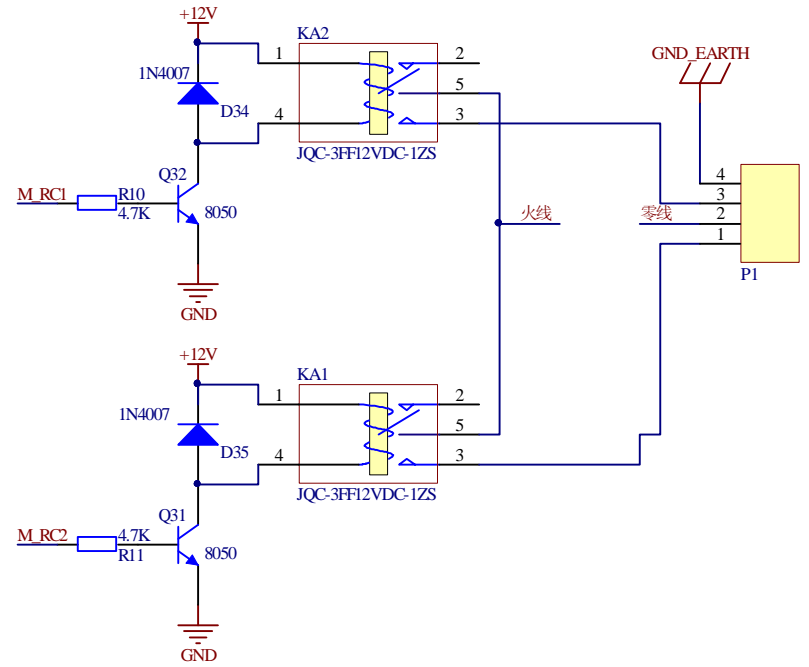 +12V
KA2
1
2
GND_EARTH
1N4007
5
D34
4
3
JQC-3FF12VDC-1ZS
Q32
4
M_RC1
R10
3
4.7K
8050
火线
零线
2
1
P1
GND
+12V
KA1
1
2
1N4007
5
D35
4
3
JQC-3FF12VDC-1ZS
Q31
M_RC2
4.7K
R11
8050
GND